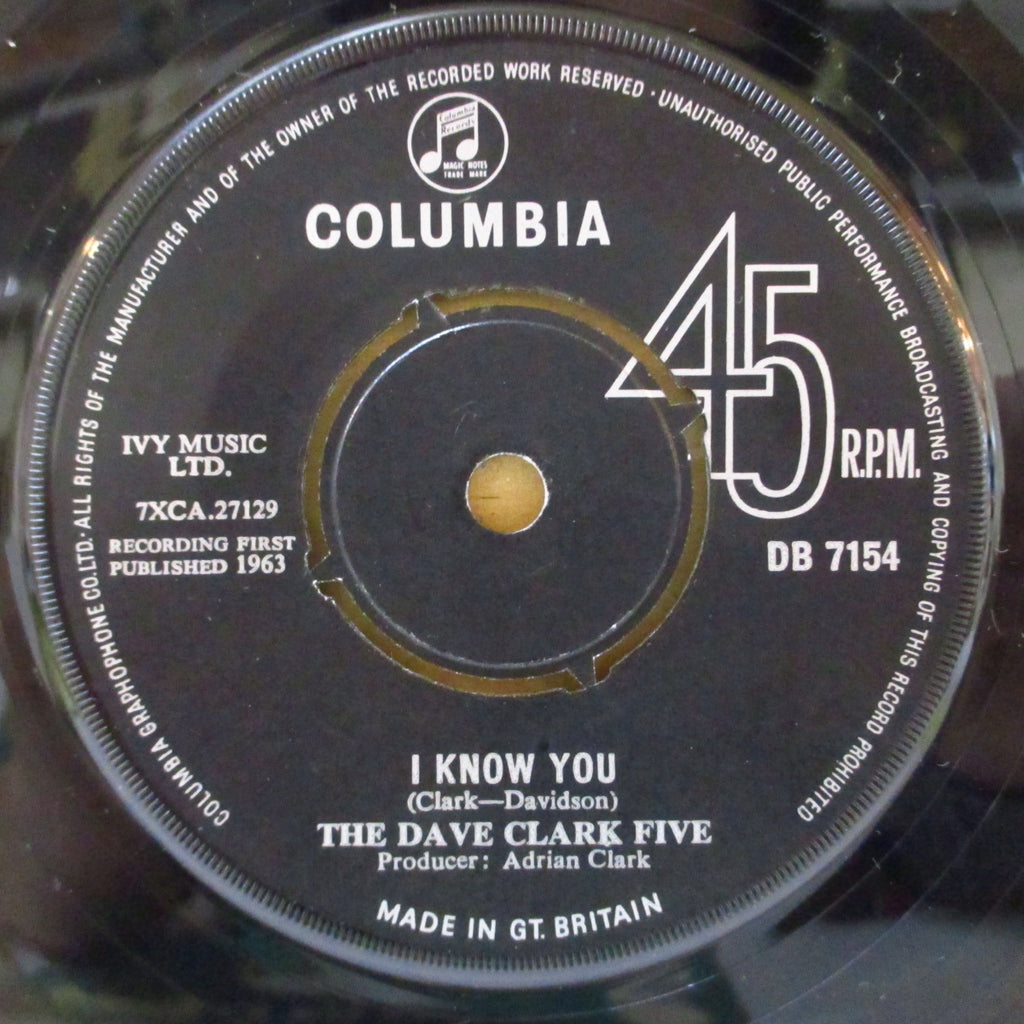 COLUMBIA GRAPHOPHONE CO.LTD.·ALL RIGHTS OF THE MANUFACTURER AND OF THE OWNER OF THE RECORDED WORK RESERVED · UNAUTHORISED PUBLIC PERFORMANCE BROADCASTING AND COPYING OF THIS RECORD PROHIBITED
Columbia
Records
MAGIC NOTES
TRADE MARK
COLUMBIA
45
R.P.M.
IVY MUSIC
LTD.
7XCA.27129
RECORDING FIRST
PUBLISHED 1963
DB 7154
I KNOW YOU
(Clark—Davidson)
THE DAVE CLARK FIVE
Producer: Adrian Clark
MADE IN GT. BRITAIN